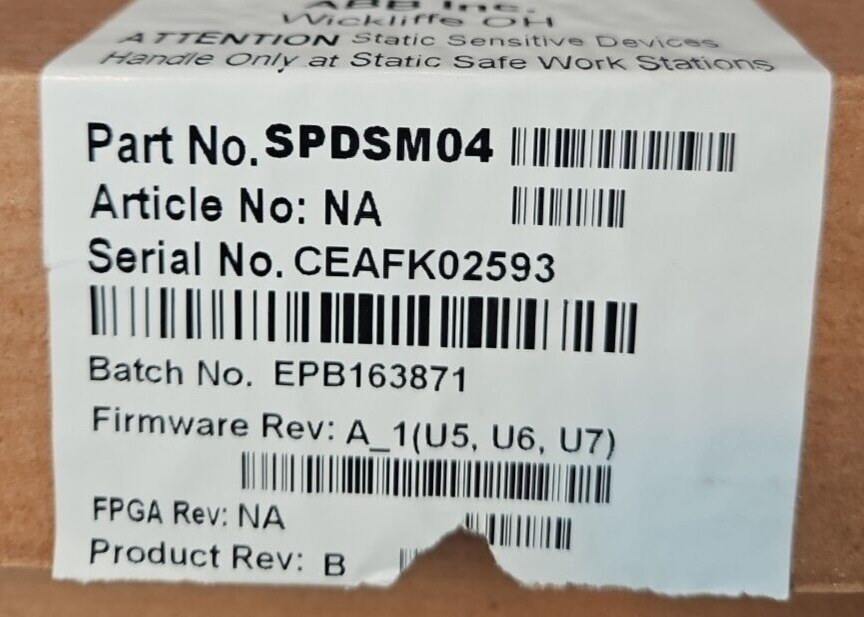 ABB Inc.
Wickliffe OH
ATTENTION Static Sensitive Devices
Handle Only at Static Safe Work Stations
Part No. SPDSM04
Article No: NA
Serial No. CEAFK02593
Batch No. EPB163871
Firmware Rev: A_1(U5, U6, U7)
FPGA Rev: NA
Product Rev: B